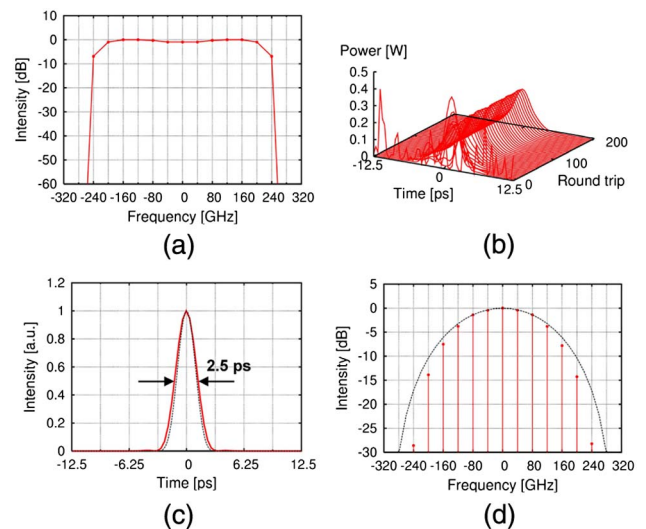 10
0
-10
-20
-30
-40
-50
-60
Intensity [dB]
-320 -240 -160 -80 0 80 160 240 320
Frequency [GHz]
(a)
Power [W]
0.5
0.4
0.3
0.2
0.1
0
-12.5
0
12.5
Time [ps]
0
100
200
Round trip
(b)
1.2
1
0.8
0.6
0.4
0.2
0
Intensity [a.u.]
2.5 ps
-12.5 -6.25 0 6.25 12.5
Time [ps]
(c)
5
0
-5
-10
-15
-20
-25
-30
Intensity [dB]
-320 -240 -160 -80 0 80 160 240 320
Frequency [GHz]
(d)